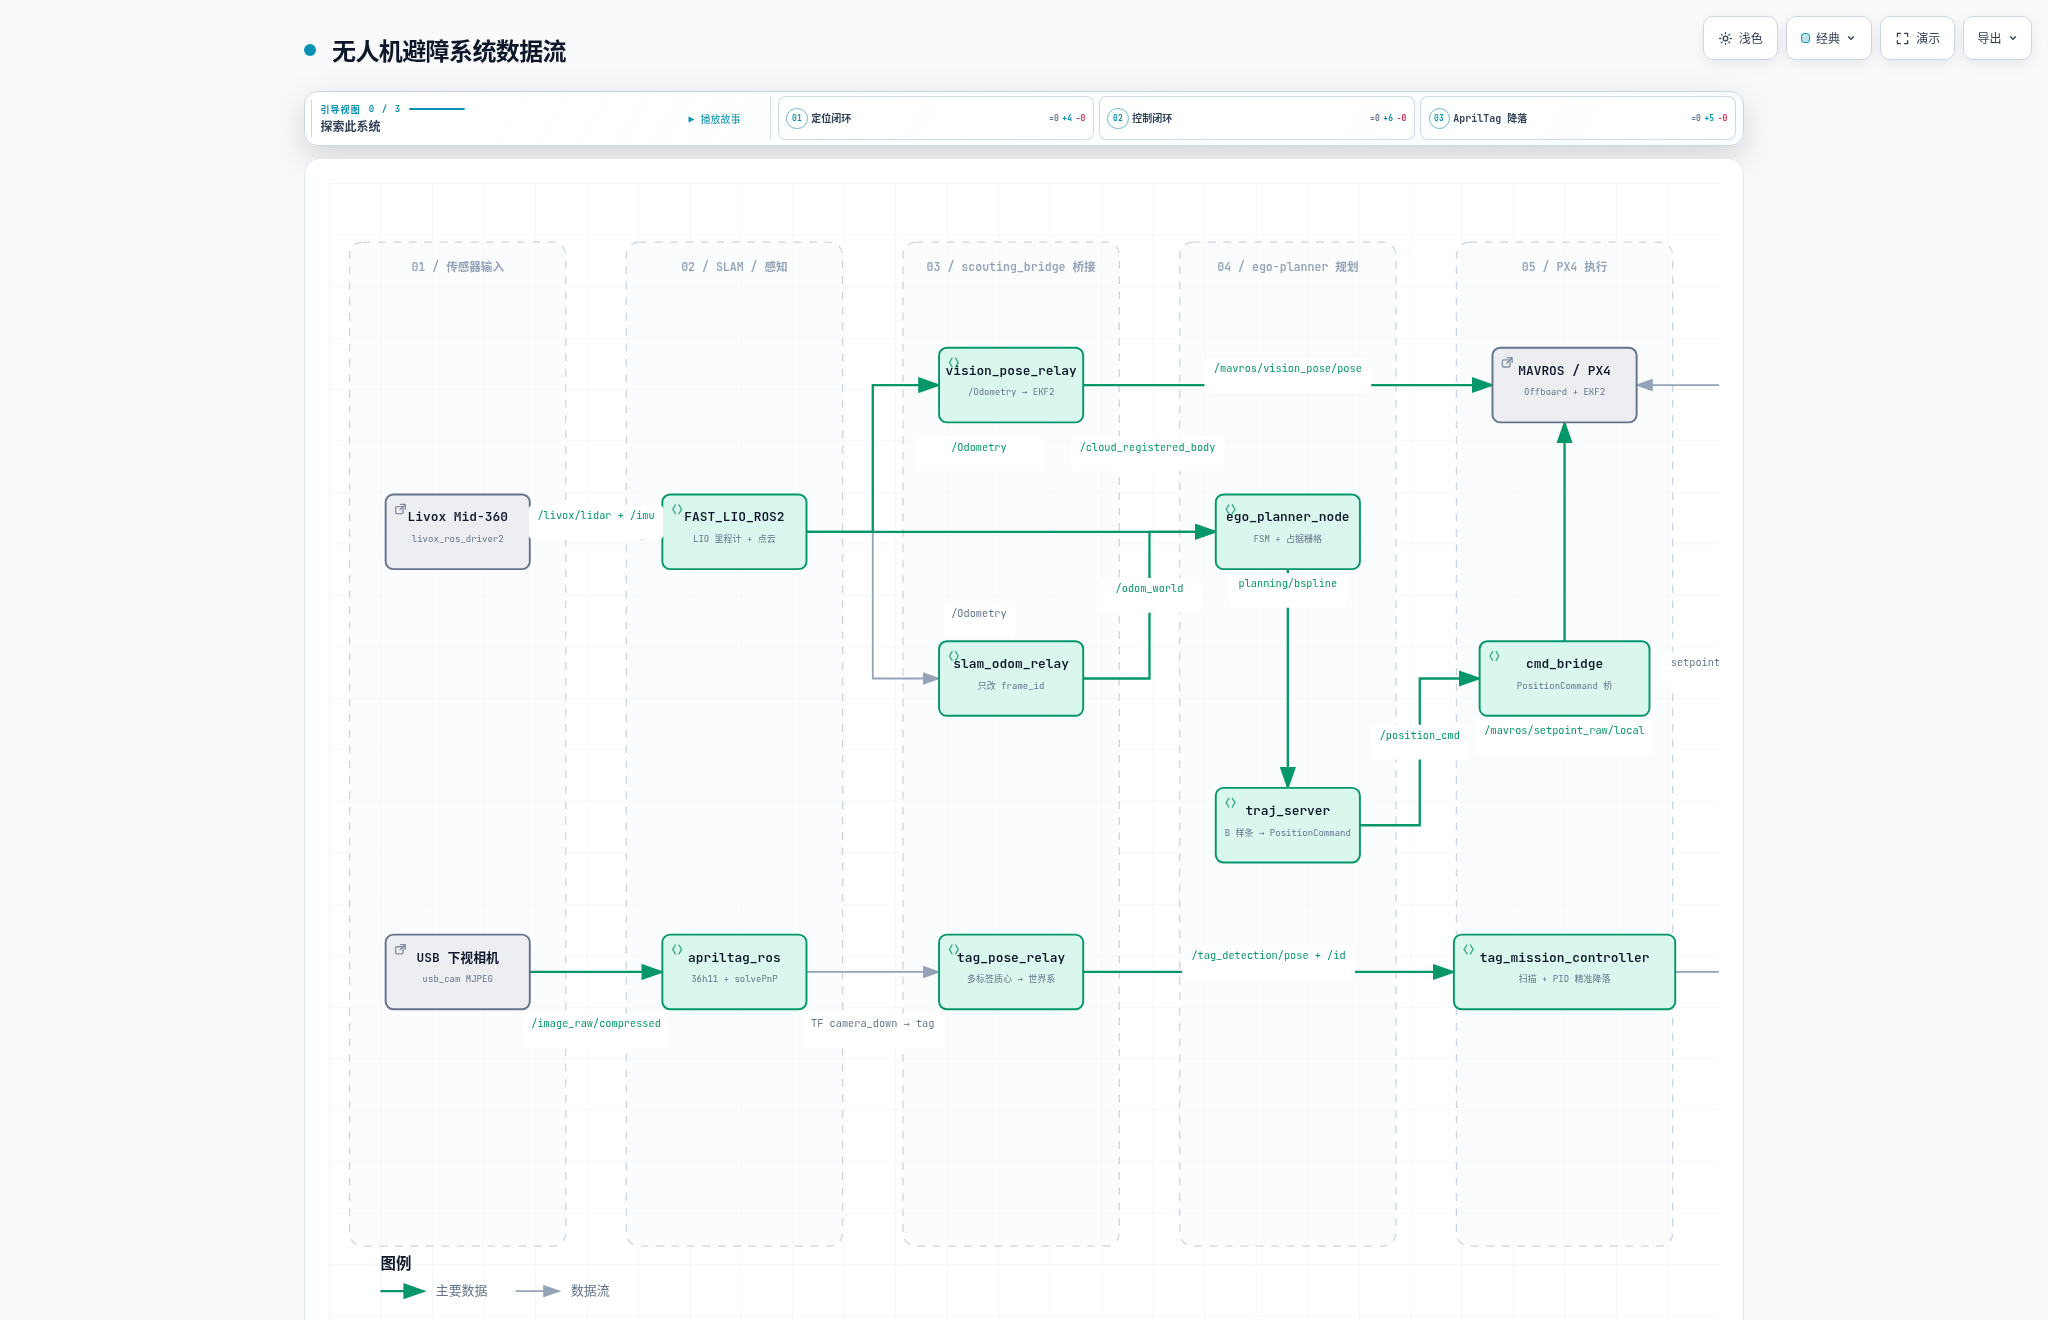 无人机避障系统数据流
浅色
经典
演示
导出
引导视图 0 / 3
探索此系统
▶ 播放故事
01 定位闭环 =0 +4 -0
02 控制闭环 =0 +6 -0
03 AprilTag 降落 =0 +5 -0
01 / 传感器输入
02 / SLAM / 感知
03 / scouting_bridge 桥接
04 / ego-planner 规划
05 / PX4 执行
vision_pose_relay
/Odometry → EKF2
/mavros/vision_pose/pose
MAVROS / PX4
Offboard + EKF2
/Odometry
/cloud_registered_body
Livox Mid-360
livox_ros_driver2
/livox/lidar + /imu
FAST_LIO_ROS2
LIO 里程计 + 点云
ego_planner_node
FSM + 占据栅格
/odom_world
planning/bspline
/Odometry
slam_odom_relay
只改 frame_id
cmd_bridge
PositionCommand 桥
setpoint
/position_cmd
/mavros/setpoint_raw/local
traj_server
B 样条 → PositionCommand
USB 下视相机
usb_cam MJPEG
apriltag_ros
36h11 + solvePnP
tag_pose_relay
多标签质心 → 世界系
/tag_detection/pose + /id
tag_mission_controller
扫描 + PID 精准降落
/image_raw/compressed
TF camera_down → tag
图例
主要数据
数据流